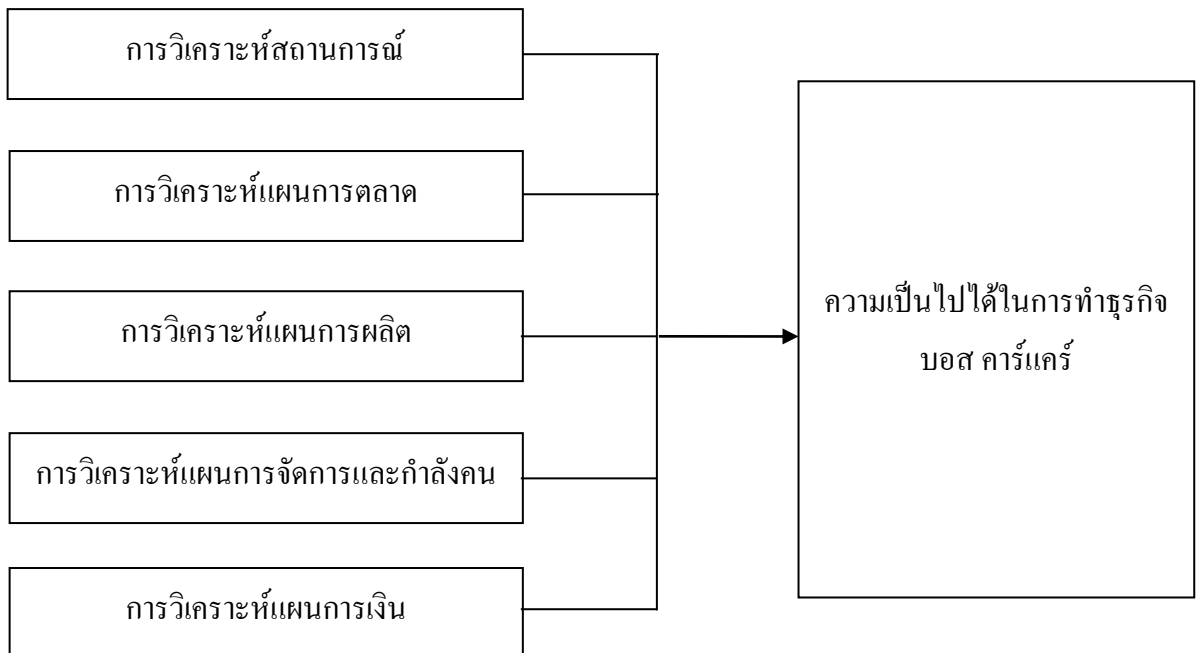 การวิเคราะห์สถานการณ์
การวิเคราะห์แผนการตลาด
การวิเคราะห์แผนการผลิต
การวิเคราะห์แผนการจัดการและกำลังคน
การวิเคราะห์แผนการเงิน
ความเป็นไปได้ในการทำธุรกิจ
บอส คาร์แคร์